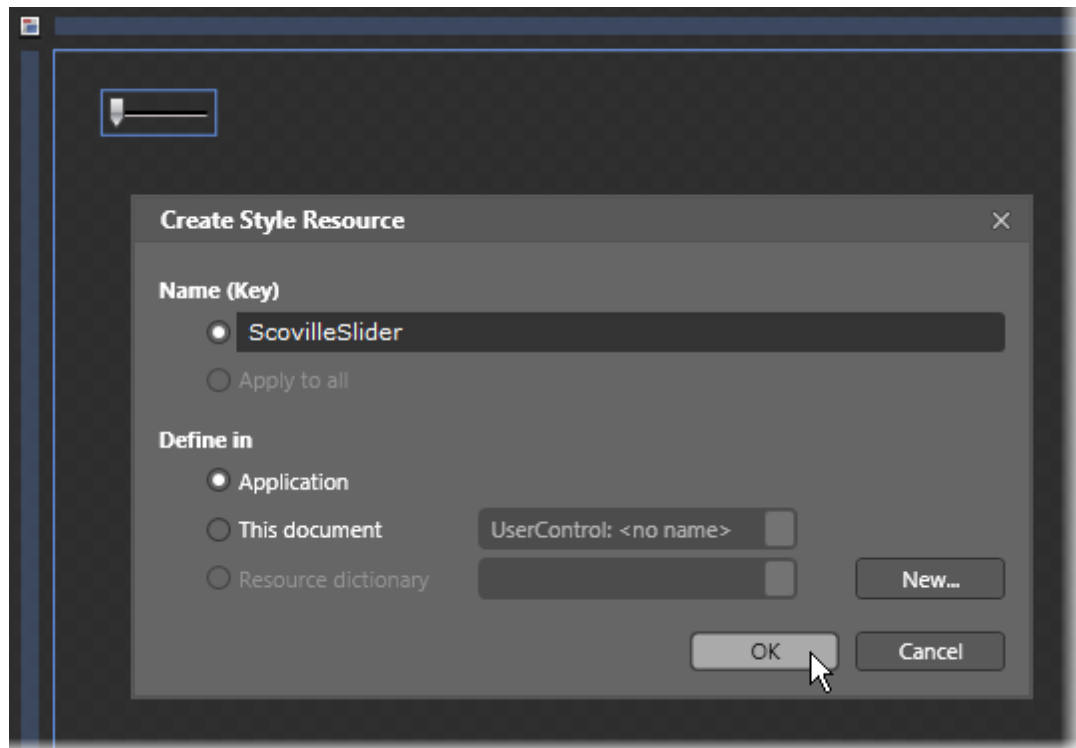 Create Style Resource
Name (Key)
ScovilleSlider
Apply to all
Define in
Application
This document UserControl: <no name>
Resource dictionary New...
OK Cancel